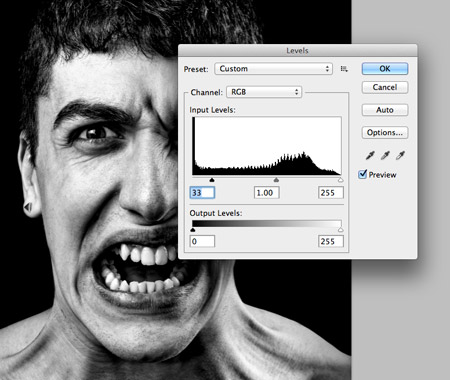 Levels
Preset: Custom
OK
Cancel
Channel: RGB
Auto
Input Levels:
Options...
Preview
33 1.00 255
Output Levels:
0 255